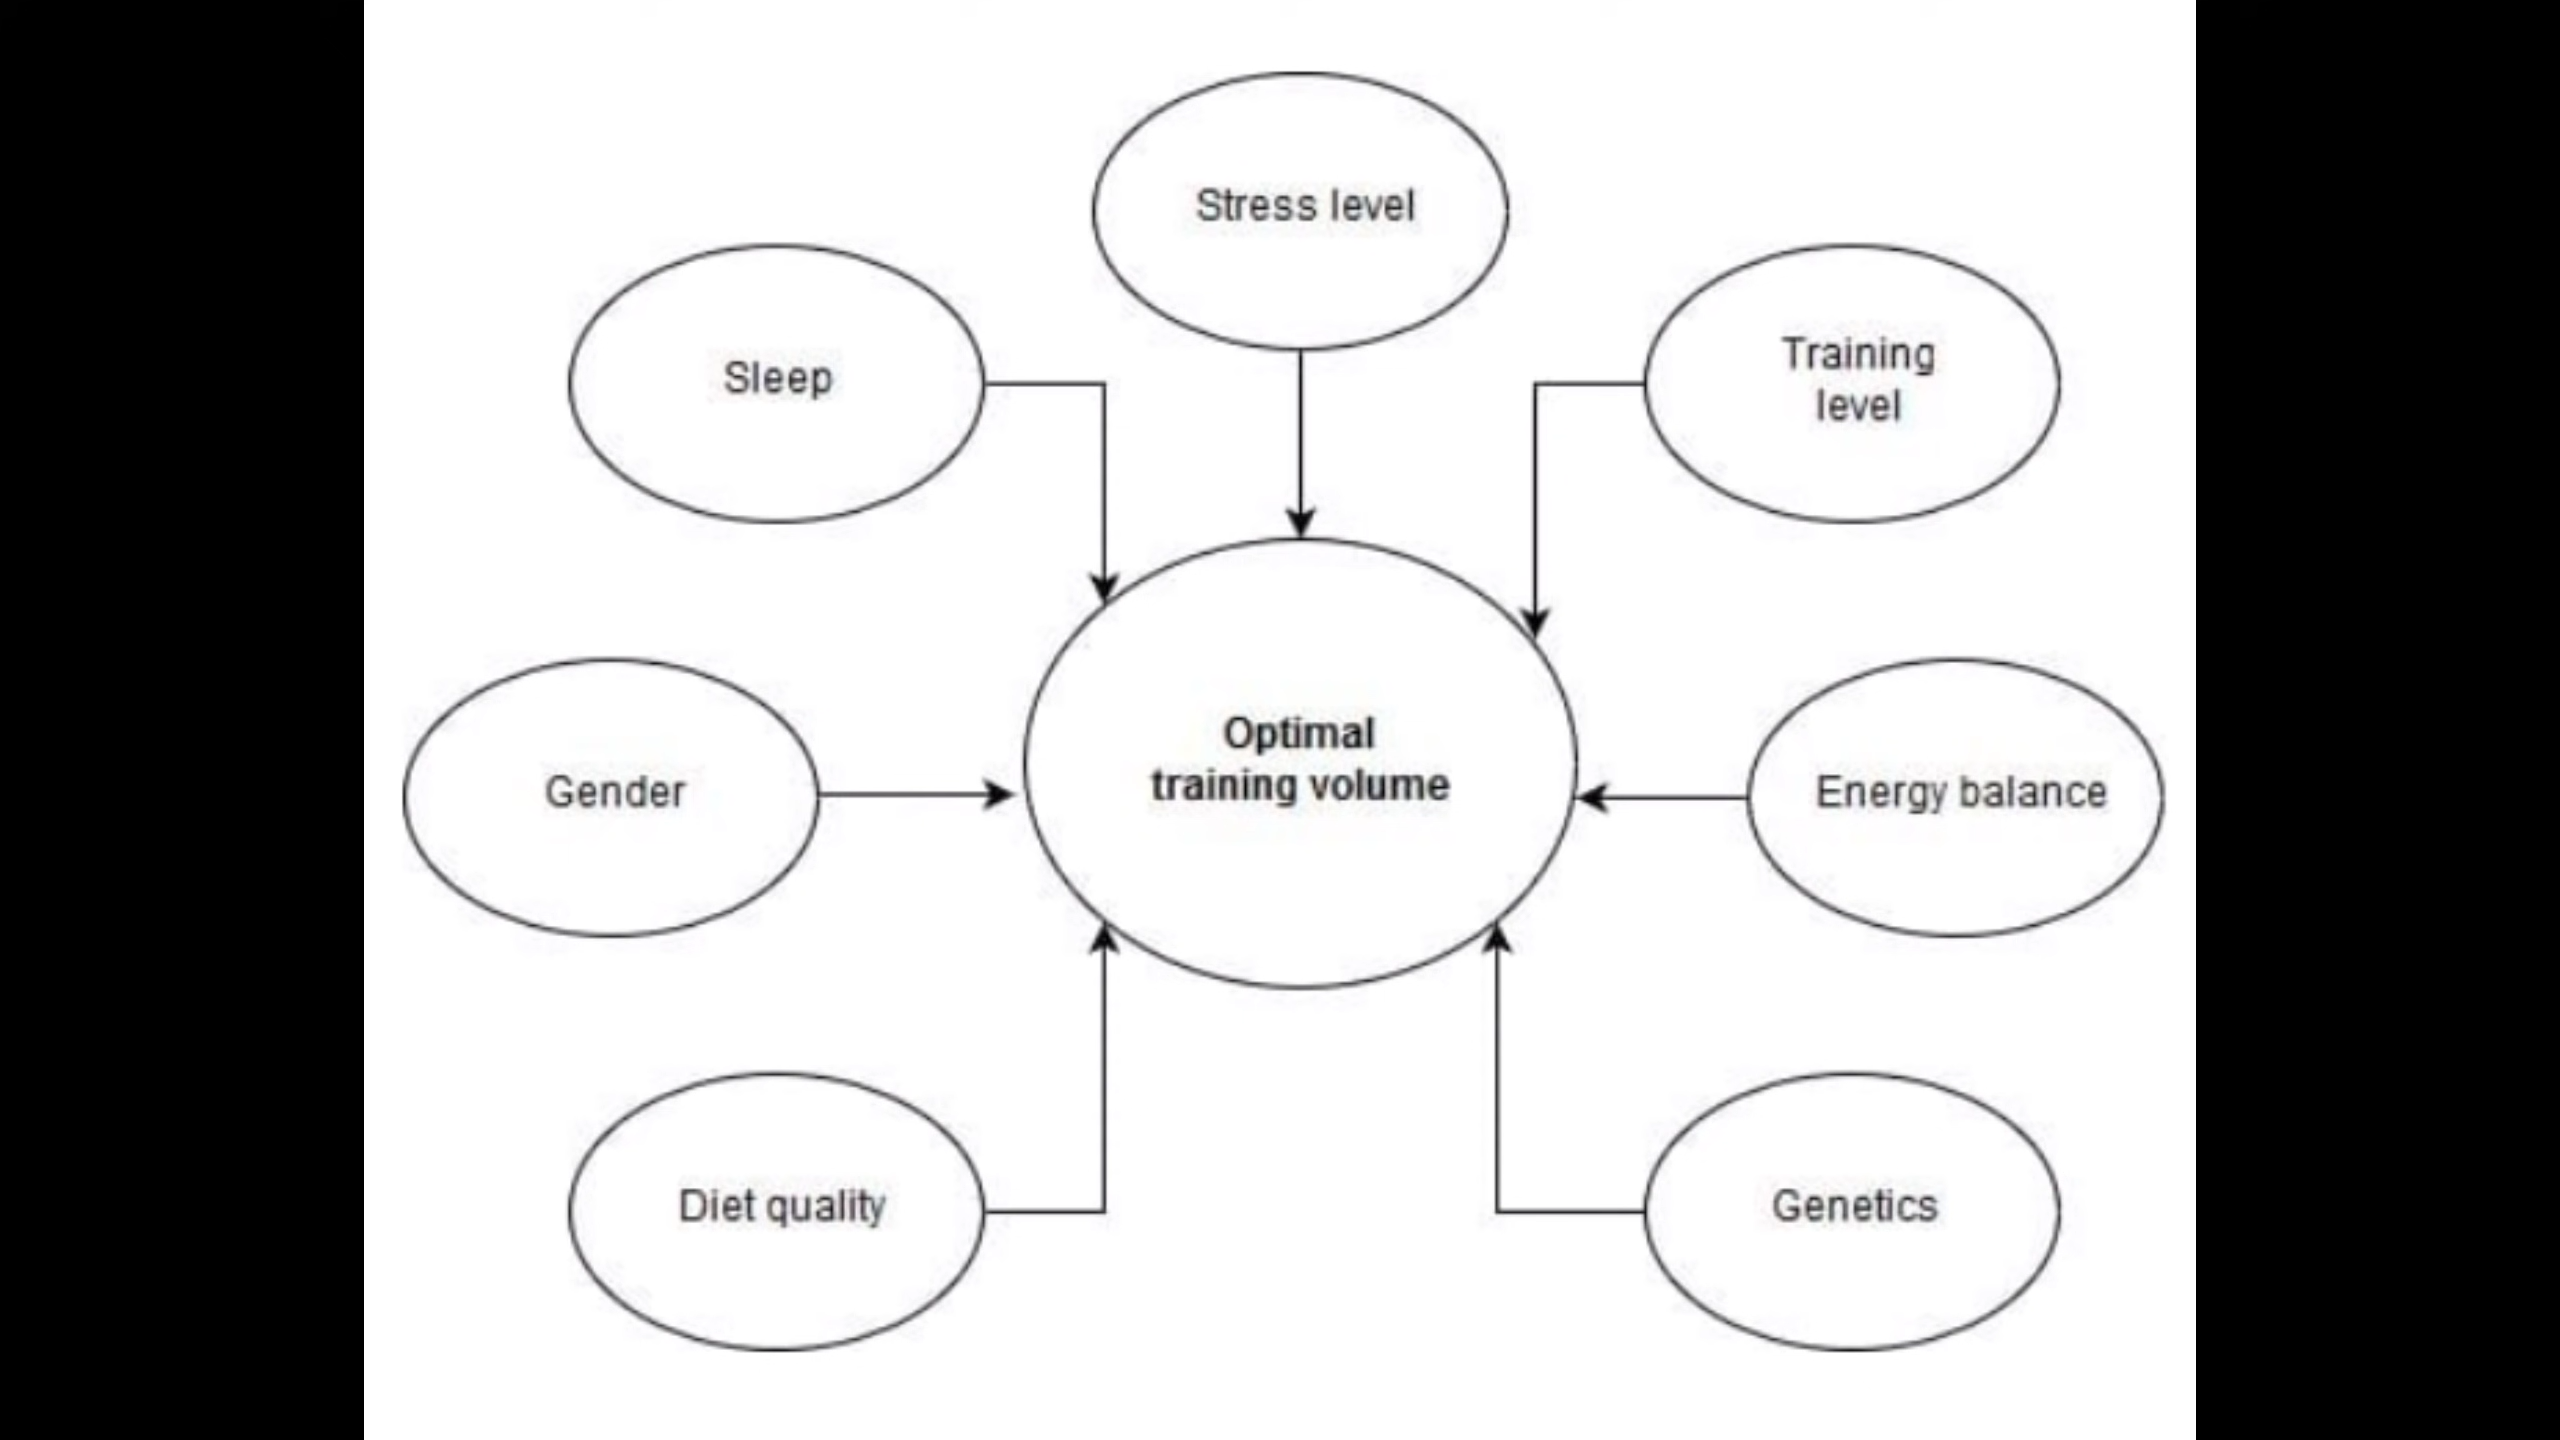 Stress level
Sleep
Training
level
Optimal
training volume
Gender
Energy balance
Diet quality
Genetics